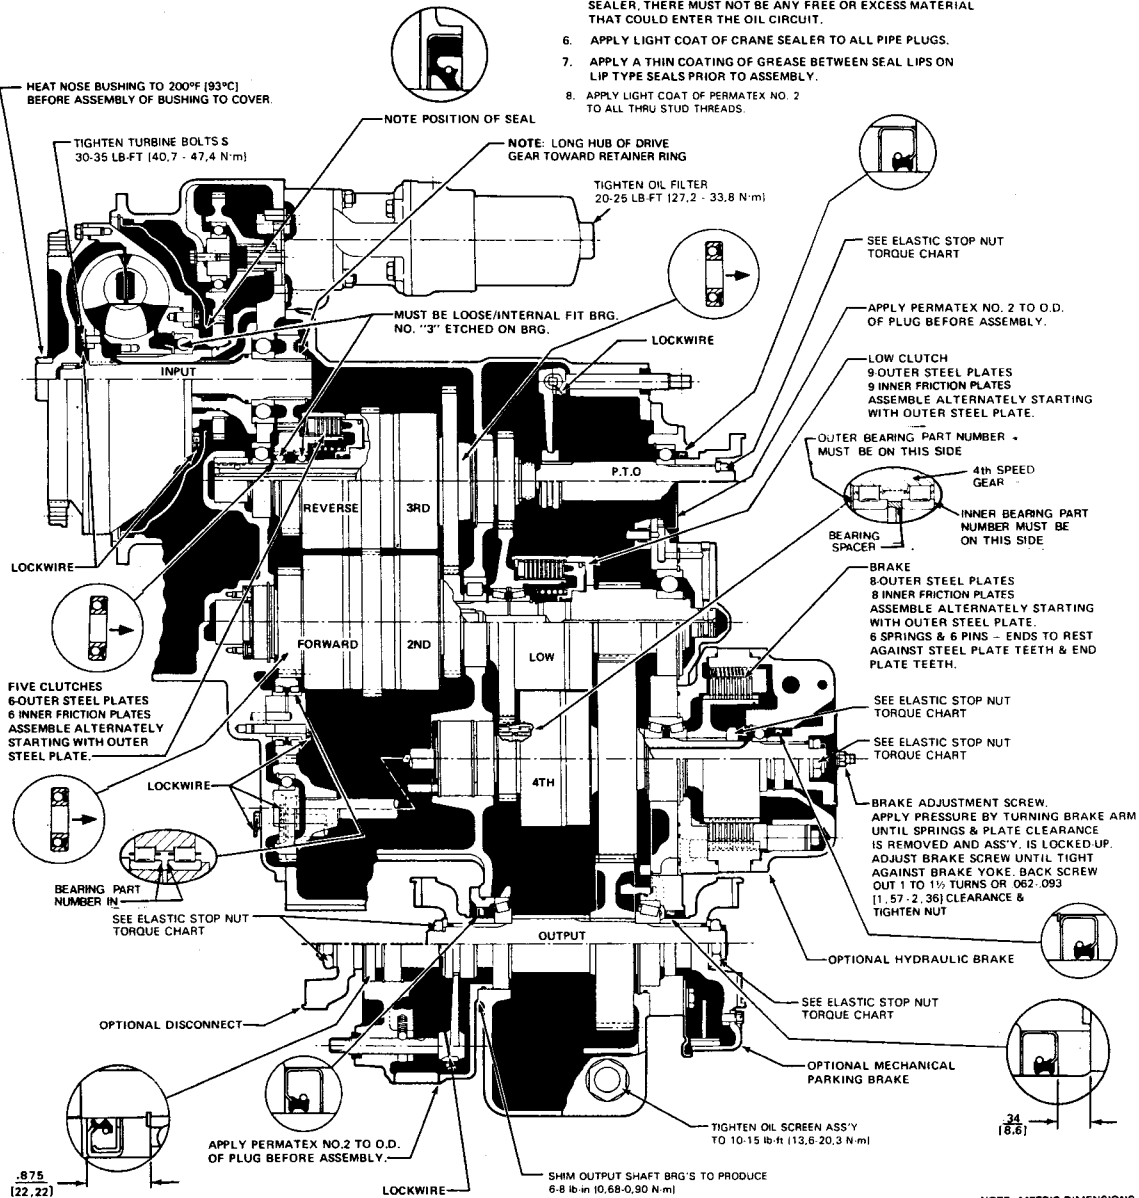 SEALER, THERE MUST NOT BE ANY FREE OR EXCESS MATERIAL
THAT COULD ENTER THE OIL CIRCUIT.
6. APPLY LIGHT COAT OF CRANE SEALER TO ALL PIPE PLUGS.
7. APPLY A THIN COATING OF GREASE BETWEEN SEAL LIPS ON
LIP TYPE SEALS PRIOR TO ASSEMBLY.
8. APPLY LIGHT COAT OF PERMATEX NO. 2
TO ALL THRU STUD THREADS.
HEAT NOSE BUSHING TO 200ºF [93ºC]
BEFORE ASSEMBLY OF BUSHING TO COVER.
NOTE POSITION OF SEAL
TIGHTEN TURBINE BOLTS S
30-35 LB-FT [40,7 - 47,4 N·m]
NOTE: LONG HUB OF DRIVE
GEAR TOWARD RETAINER RING
TIGHTEN OIL FILTER
20-25 LB-FT [27,2 - 33,8 N·m]
SEE ELASTIC STOP NUT
TORQUE CHART
MUST BE LOOSE/INTERNAL FIT BRG.
NO. "3" ETCHED ON BRG.
APPLY PERMATEX NO. 2 TO O.D.
OF PLUG BEFORE ASSEMBLY.
LOCKWIRE
INPUT
LOW CLUTCH
9-OUTER STEEL PLATES
9 INNER FRICTION PLATES
ASSEMBLE ALTERNATELY STARTING
WITH OUTER STEEL PLATE.
OUTER BEARING PART NUMBER
MUST BE ON THIS SIDE
P.T.O
4th SPEED
GEAR
REVERSE
3RD
INNER BEARING PART
NUMBER MUST BE
ON THIS SIDE
BEARING
SPACER
LOCKWIRE
BRAKE
8-OUTER STEEL PLATES
8 INNER FRICTION PLATES
ASSEMBLE ALTERNATELY STARTING
WITH OUTER STEEL PLATE.
6 SPRINGS & 6 PINS - ENDS TO REST
AGAINST STEEL PLATE TEETH & END
PLATE TEETH.
FORWARD
2ND
LOW
FIVE CLUTCHES
6-OUTER STEEL PLATES
6 INNER FRICTION PLATES
ASSEMBLE ALTERNATELY
STARTING WITH OUTER
STEEL PLATE.
SEE ELASTIC STOP NUT
TORQUE CHART
SEE ELASTIC STOP NUT
TORQUE CHART
LOCKWIRE
4TH
BRAKE ADJUSTMENT SCREW.
APPLY PRESSURE BY TURNING BRAKE ARM
UNTIL SPRINGS & PLATE CLEARANCE
IS REMOVED AND ASS'Y. IS LOCKED-UP.
ADJUST BRAKE SCREW UNTIL TIGHT
AGAINST BRAKE YOKE. BACK SCREW
OUT 1 TO 1½ TURNS OR 062-.093
[1,57-2,36] CLEARANCE &
TIGHTEN NUT
BEARING PART
NUMBER IN
SEE ELASTIC STOP NUT
TORQUE CHART
OUTPUT
OPTIONAL HYDRAULIC BRAKE
SEE ELASTIC STOP NUT
TORQUE CHART
OPTIONAL DISCONNECT
OPTIONAL MECHANICAL
PARKING BRAKE
.34
[8.6]
TIGHTEN OIL SCREEN ASS'Y
TO 10-15 lb·ft [13,6-20,3 N·m]
APPLY PERMATEX NO.2 TO O.D.
OF PLUG BEFORE ASSEMBLY.
.875
[22,22]
SHIM OUTPUT SHAFT BRG'S TO PRODUCE
6-8 lb·in [0,68-0,90 N·m]
LOCKWIRE
NOTE: METRIC DIMENSIONS